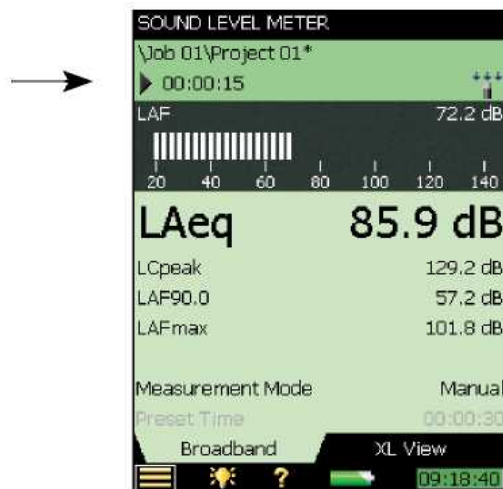 SOUND LEVEL METER
\Job 01\Project 01*
00:00:15
LAF 72.2 dB
20 40 60 80 100 120 140
LAeq 85.9 dB
LCpeak 129.2 dB
LAF90.0 57.2 dB
LAFmax 101.8 dB
Measurement Mode Manual
Preset Time 00:00:30
Broadband XL View
? 09:18:40